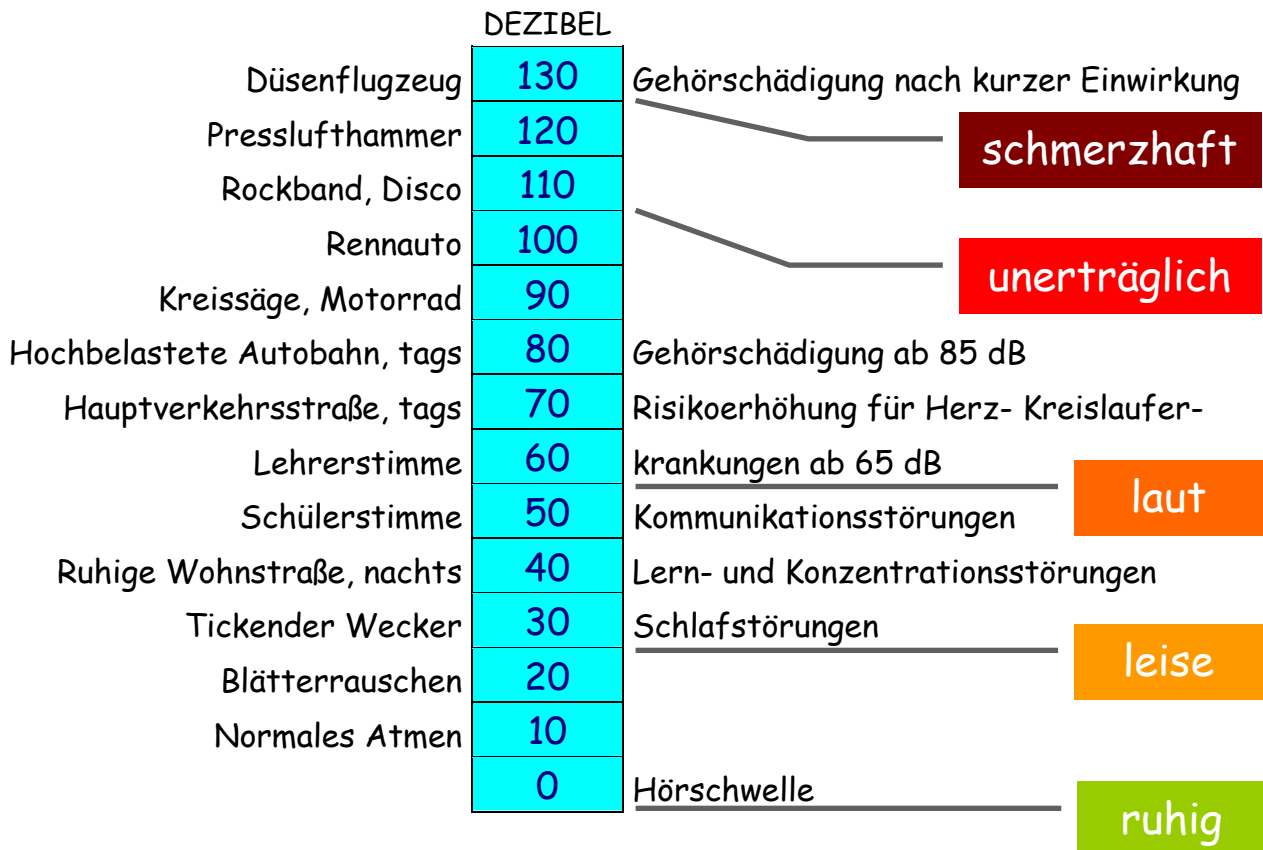 DEZIBEL
Düsenflugzeug 130 Gehörschädigung nach kurzer Einwirkung
Presslufthammer 120
schmerzhaft
Rockband, Disco 110
Rennauto 100
unerträglich
Kreissäge, Motorrad 90
Hochbelastete Autobahn, tags 80 Gehörschädigung ab 85 dB
Hauptverkehrsstraße, tags 70 Risikoerhöhung für Herz- Kreislaufer-
Lehrerstimme 60 krankungen ab 65 dB
laut
Schülerstimme 50 Kommunikationsstörungen
Ruhige Wohnstraße, nachts 40 Lern- und Konzentrationsstörungen
Tickender Wecker 30 Schlafstörungen
leise
Blätterrauschen 20
Normales Atmen 10
0 Hörschwelle
ruhig